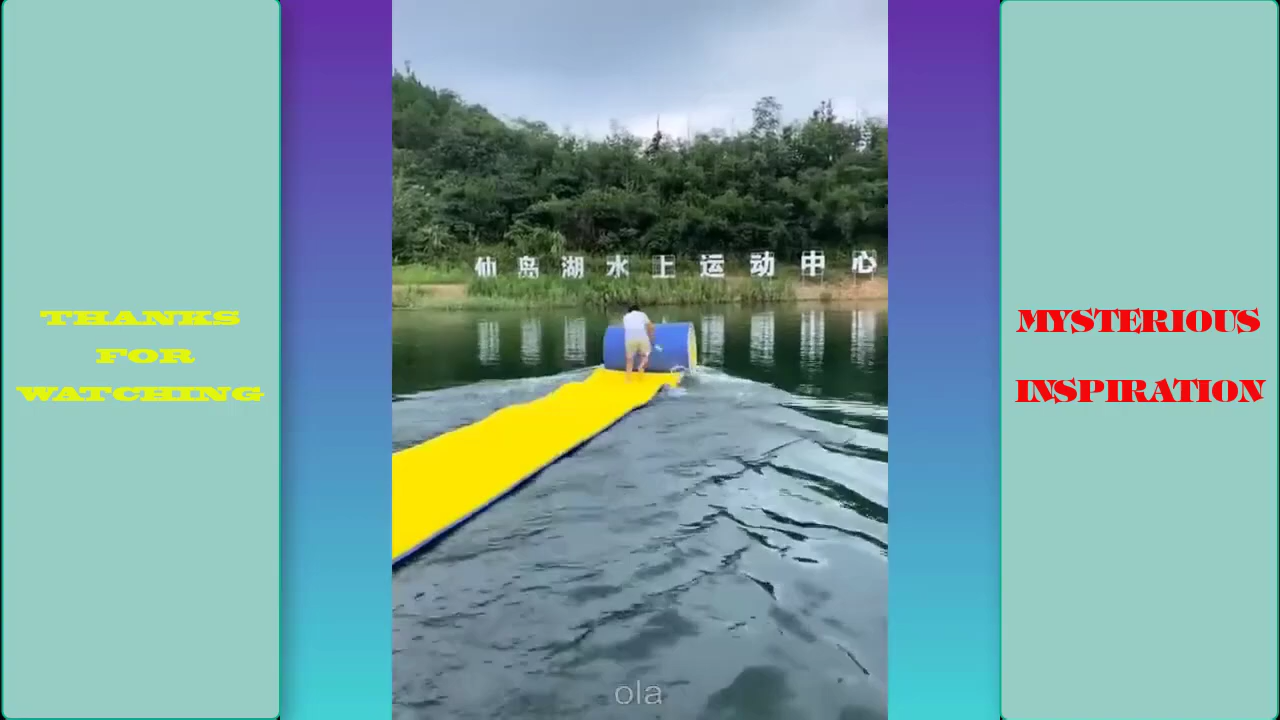 THANKS
FOR
WATCHING
仙岛湖水上运动中心
ola
MYSTERIOUS
INSPIRATION